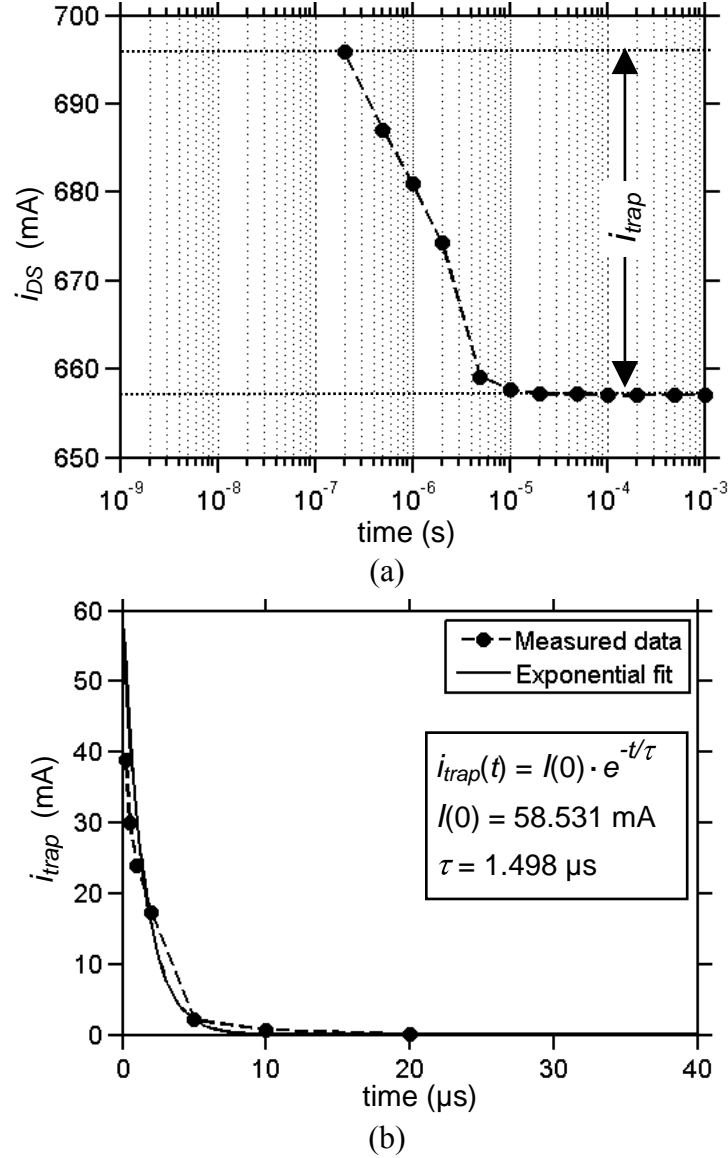 700
690
680
670
660
650
i_DS (mA)
i_trap
10^-9 10^-8 10^-7 10^-6 10^-5 10^-4 10^-3
time (s)
(a)
60
50
40
30
20
10
0
i_trap (mA)
Measured data
Exponential fit
i_trap(t) = I(0) · e^-t/τ
I(0) = 58.531 mA
τ = 1.498 µs
0 10 20 30 40
time (µs)
(b)